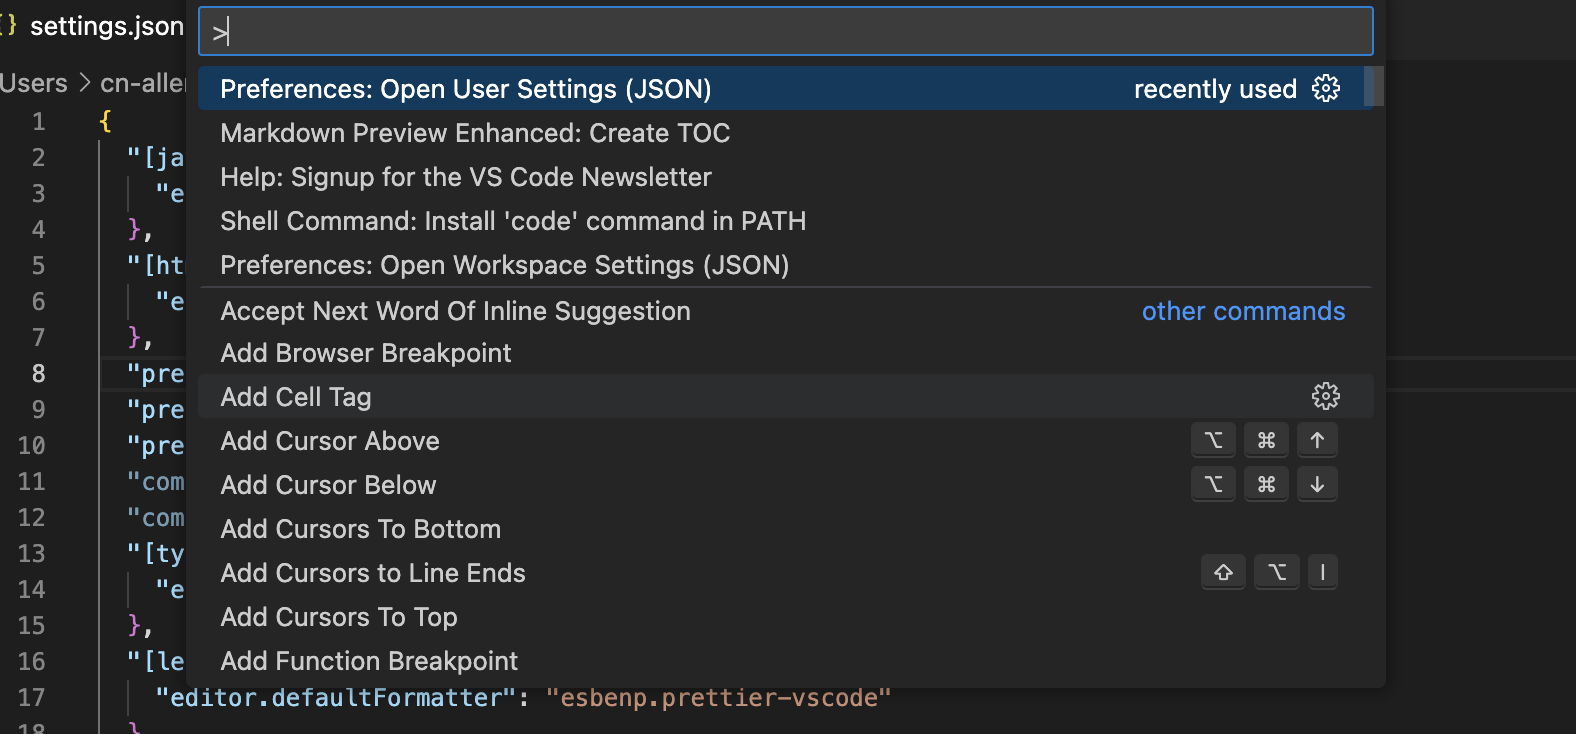 {} settings.json
>
Users > cn-aller
Preferences: Open User Settings (JSON) recently used
Markdown Preview Enhanced: Create TOC
Help: Signup for the VS Code Newsletter
Shell Command: Install 'code' command in PATH
Preferences: Open Workspace Settings (JSON)
Accept Next Word Of Inline Suggestion other commands
Add Browser Breakpoint
Add Cell Tag
Add Cursor Above ⌥ ⌘ ↑
Add Cursor Below ⌥ ⌘ ↓
Add Cursors To Bottom
Add Cursors to Line Ends ⇧ ⌥ I
Add Cursors To Top
Add Function Breakpoint
1 {
2 "[ja
3 "e
4 },
5 "[ht
6 "e
7 },
8 "pre
9 "pre
10 "pre
11 "com
12 "com
13 "[ty
14 "e
15 },
16 "[le
17 "editor.defaultFormatter": "esbenp.prettier-vscode"
18 }